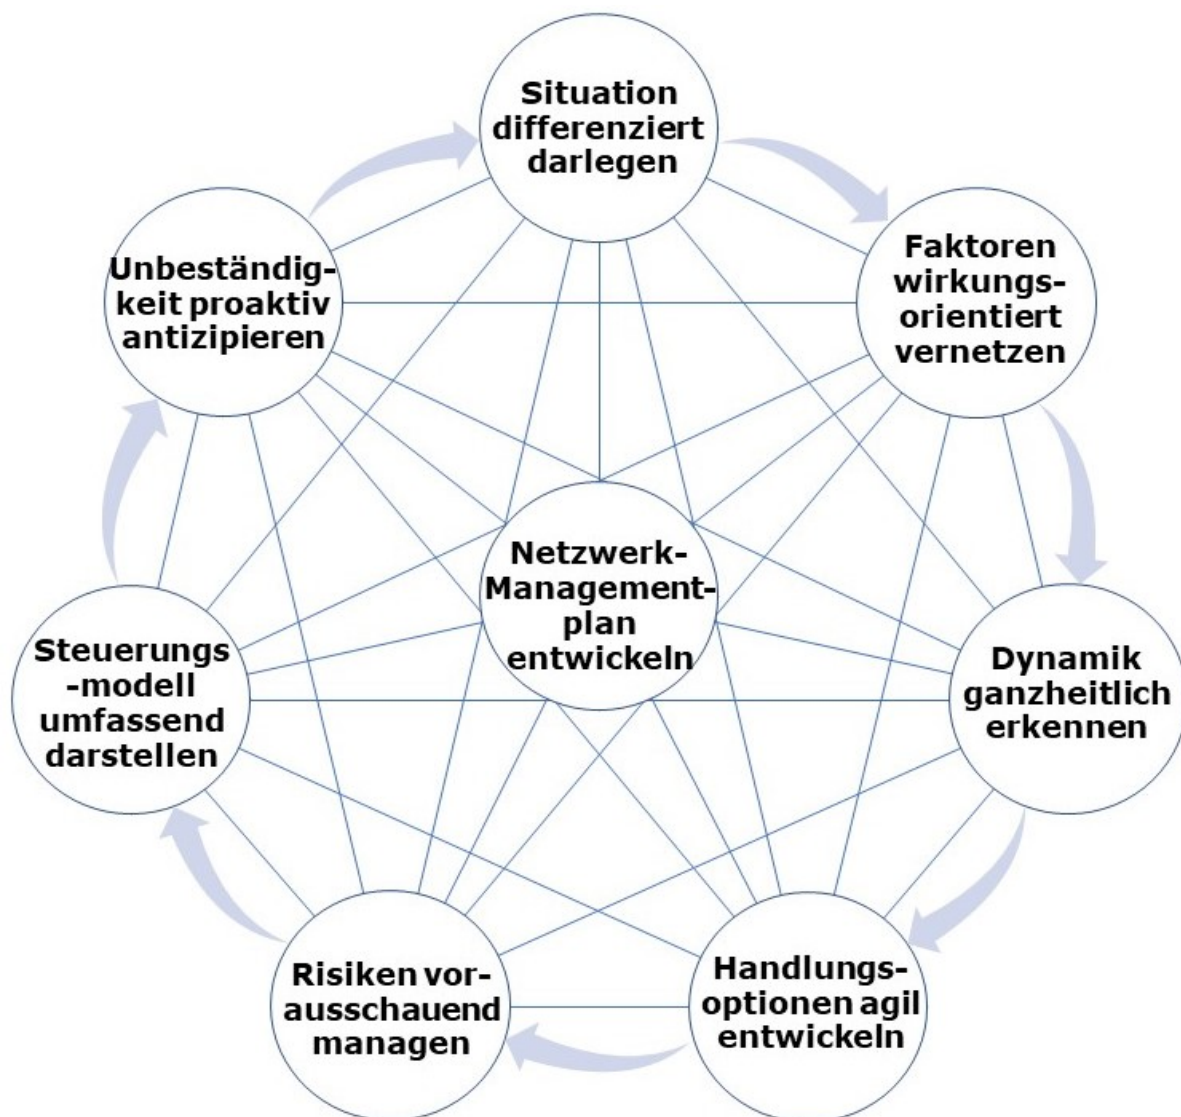 Situation
differenziert
darlegen
Faktoren
wirkungs-
orientiert
vernetzen
Dynamik
ganzheitlich
erkennen
Handlungs-
optionen agil
entwickeln
Risiken vor-
ausschauend
managen
Steuerungs
-modell
umfassend
darstellen
Unbeständig-
keit proaktiv
antizipieren
Netzwerk-
Management-
plan
entwickeln